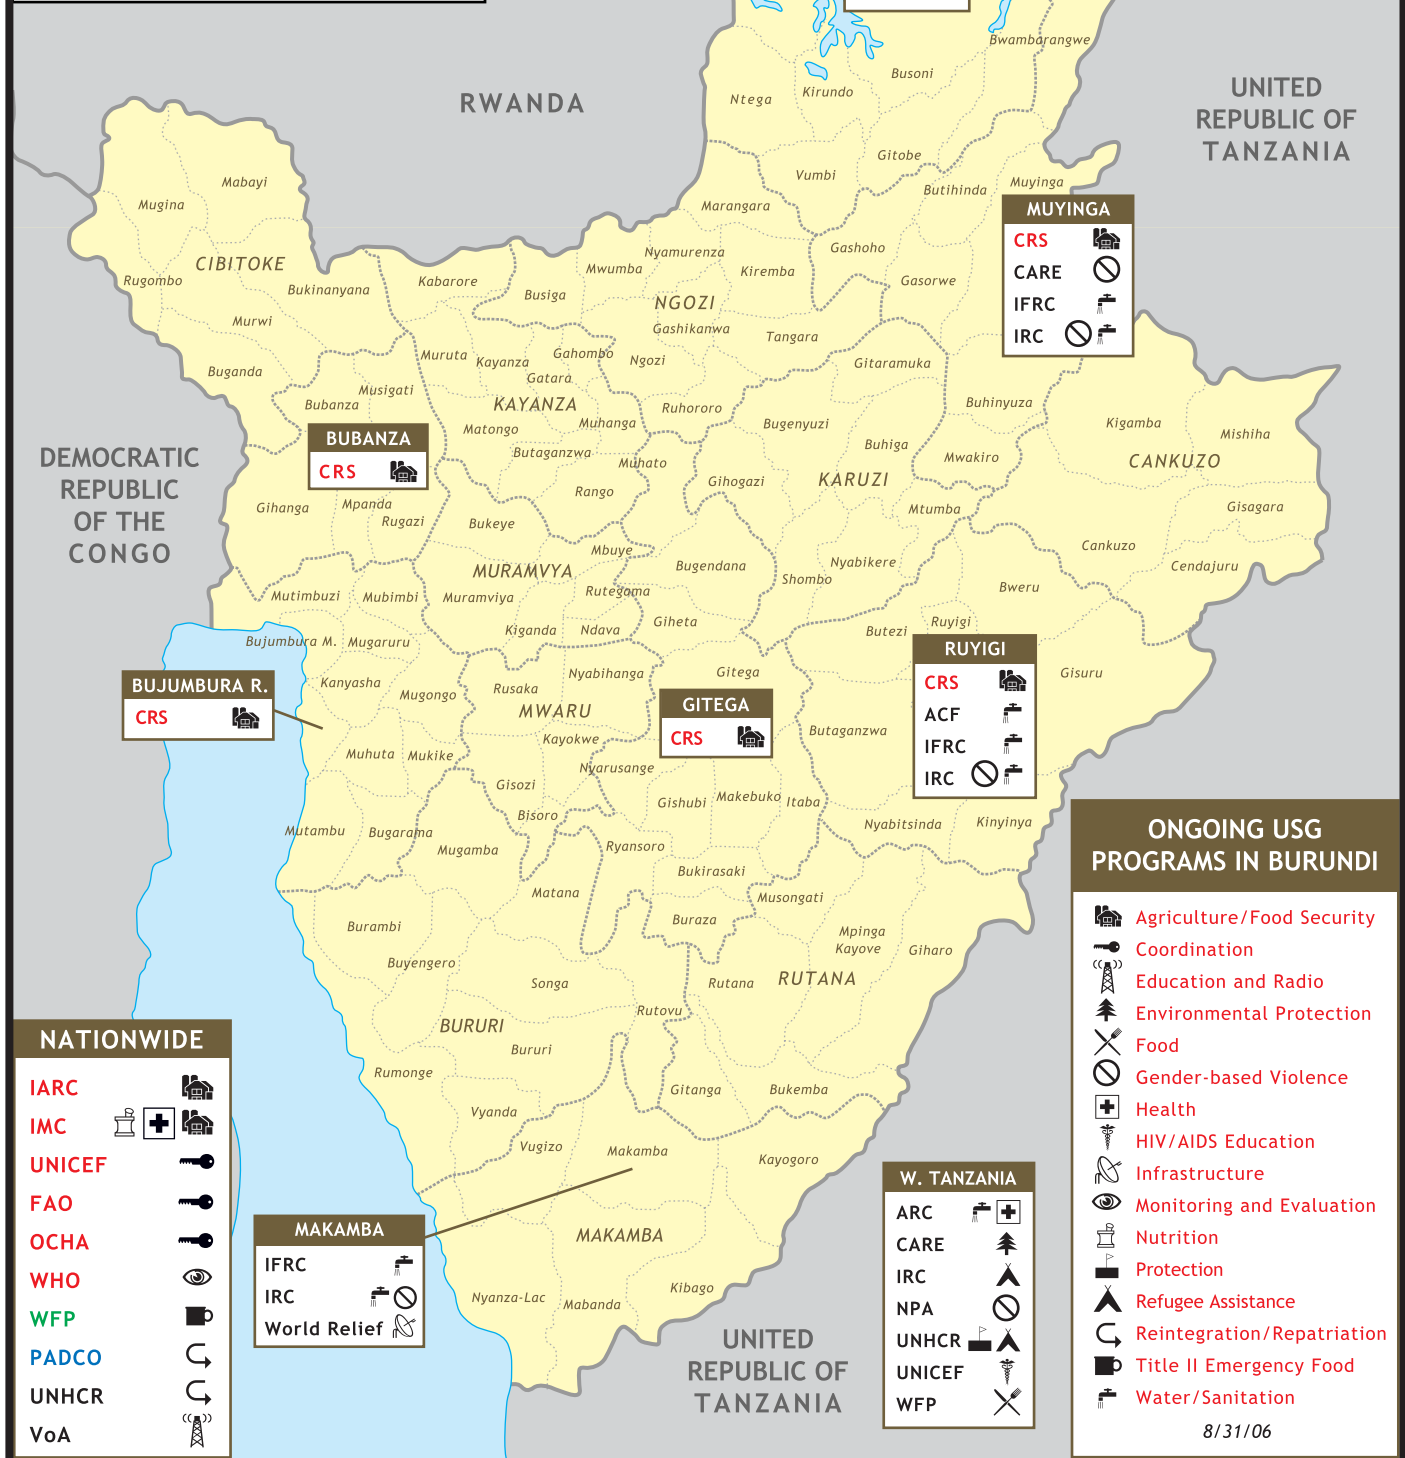 Bwambarangwe
Busoni
Kirundo
Ntega
RWANDA
UNITED
REPUBLIC OF
TANZANIA
Gitobe
Vumbi
Butihinda
Muyinga
Mabayi
Mugina
Marangara
MUYINGA
CRS
CARE
IFRC
IRC
Gashoho
Nyamurenza
CIBITOKE
Mwumba
Kiremba
Gasorwe
Rugombo
Bukinanyana
Kabarore
Busiga
NGOZI
Murwi
Gashikanwa
Tangara
Muruta
Kayanza
Gahombo
Ngozi
Gitaramuka
Buganda
Gatara
Musigati
Bubanza
KAYANZA
Ruhororo
Buhinyuza
Matongo
Muhanga
Bugenyuzi
Kigamba
Mishiha
BUBANZA
CRS
Butaganzwa
Muhato
Buhiga
Mwakiro
CANKUZO
DEMOCRATIC
REPUBLIC
OF THE
CONGO
Gihogazi
KARUZI
Rango
Gihanga
Mpanda
Rugazi
Bukeye
Mtumba
Gisagara
Mbuye
Cankuzo
MURAMVYA
Bugendana
Nyabikere
Shombo
Cendajuru
Mutimbuzi
Mubimbi
Muramviya
Rutegama
Bweru
Kiganda
Ndava
Giheta
Butezi
Ruyigi
Bujumbura M.
Mugaruru
RUYIGI
CRS
ACF
IFRC
IRC
Nyabihanga
Gitega
Gisuru
BUJUMBURA R.
CRS
Kanyasha
Mugongo
Rusaka
MWARU
GITEGA
CRS
Butaganzwa
Kayokwe
Muhuta
Mukike
Nyarusange
Gisozi
Gishubi
Makebuko
Itaba
Bisoro
Mutambu
Bugarama
Mugamba
Ryansoro
Nyabitsinda
Kinyinya
Bukirasaki
Matana
Musongati
Burambi
Buraza
Mpinga
Kayove
Giharo
Buyengero
Songa
Rutana
RUTANA
Rutovu
BURURI
Bururi
Rumonge
Gitanga
Bukemba
Vyanda
Vugizo
Makamba
Kayogoro
MAKAMBA
Kibago
Nyanza-Lac
Mabanda
UNITED
REPUBLIC OF
TANZANIA
NATIONWIDE
IARC
IMC
UNICEF
FAO
OCHA
WHO
WFP
PADCO
UNHCR
VoA
MAKAMBA
IFRC
IRC
World Relief
W. TANZANIA
ARC
CARE
IRC
NPA
UNHCR
UNICEF
WFP
ONGOING USG
PROGRAMS IN BURUNDI
Agriculture/Food Security
Coordination
Education and Radio
Environmental Protection
Food
Gender-based Violence
Health
HIV/AIDS Education
Infrastructure
Monitoring and Evaluation
Nutrition
Protection
Refugee Assistance
Reintegration/Repatriation
Title II Emergency Food
Water/Sanitation
8/31/06